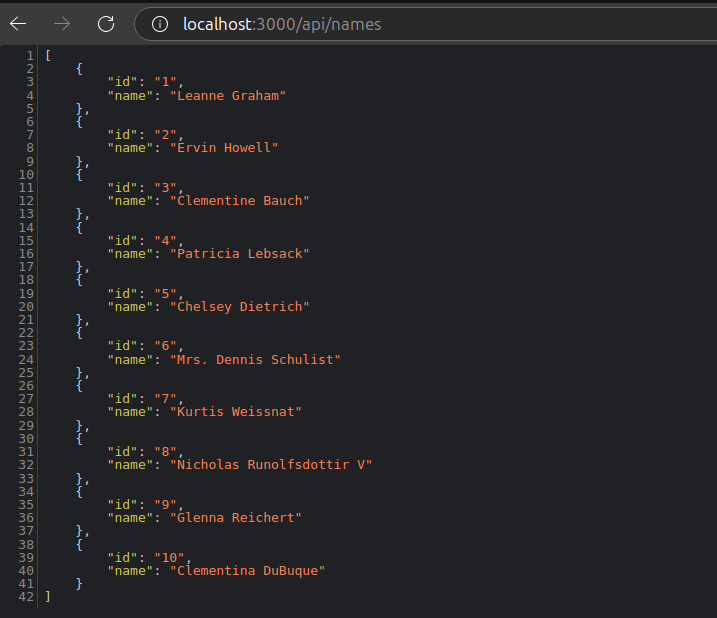 localhost:3000/api/names
1 [
2     {
3         "id": "1",
4         "name": "Leanne Graham"
5     },
6     {
7         "id": "2",
8         "name": "Ervin Howell"
9     },
10     {
11         "id": "3",
12         "name": "Clementine Bauch"
13     },
14     {
15         "id": "4",
16         "name": "Patricia Lebsack"
17     },
18     {
19         "id": "5",
20         "name": "Chelsey Dietrich"
21     },
22     {
23         "id": "6",
24         "name": "Mrs. Dennis Schulist"
25     },
26     {
27         "id": "7",
28         "name": "Kurtis Weissnat"
29     },
30     {
31         "id": "8",
32         "name": "Nicholas Runolfsdottir V"
33     },
34     {
35         "id": "9",
36         "name": "Glenna Reichert"
37     },
38     {
39         "id": "10",
40         "name": "Clementina DuBuque"
41     }
42 ]